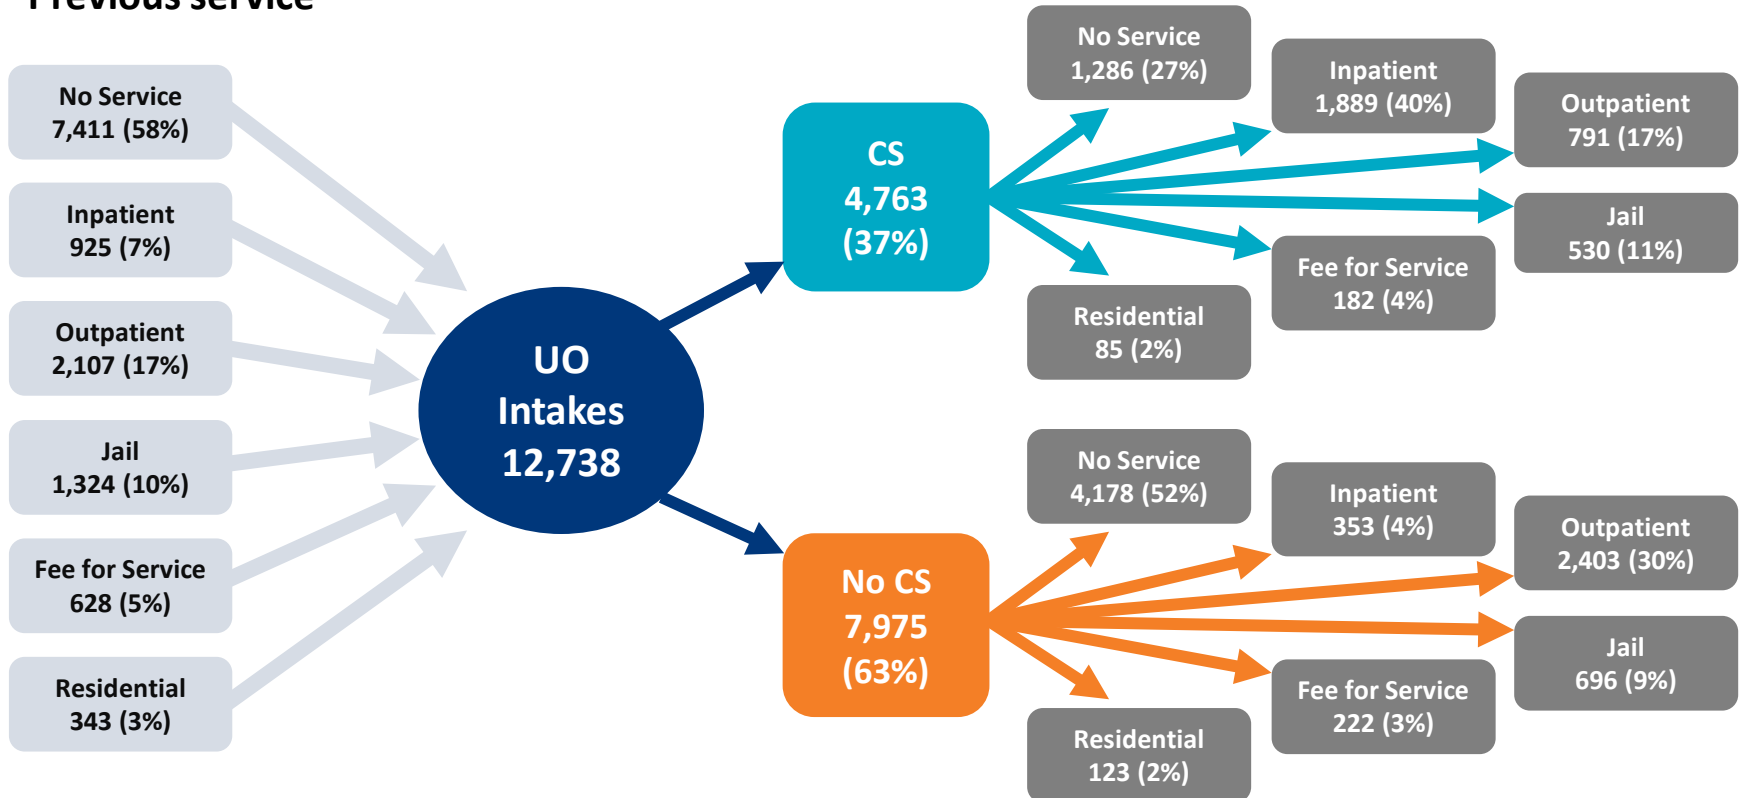 Previous service
No Service
7,411 (58%)
Inpatient
925 (7%)
Outpatient
2,107 (17%)
Jail
1,324 (10%)
Fee for Service
628 (5%)
Residential
343 (3%)
UO
Intakes
12,738
CS
4,763
(37%)
No Service
1,286 (27%)
Inpatient
1,889 (40%)
Outpatient
791 (17%)
Jail
530 (11%)
Fee for Service
182 (4%)
Residential
85 (2%)
No CS
7,975
(63%)
No Service
4,178 (52%)
Inpatient
353 (4%)
Outpatient
2,403 (30%)
Jail
696 (9%)
Fee for Service
222 (3%)
Residential
123 (2%)